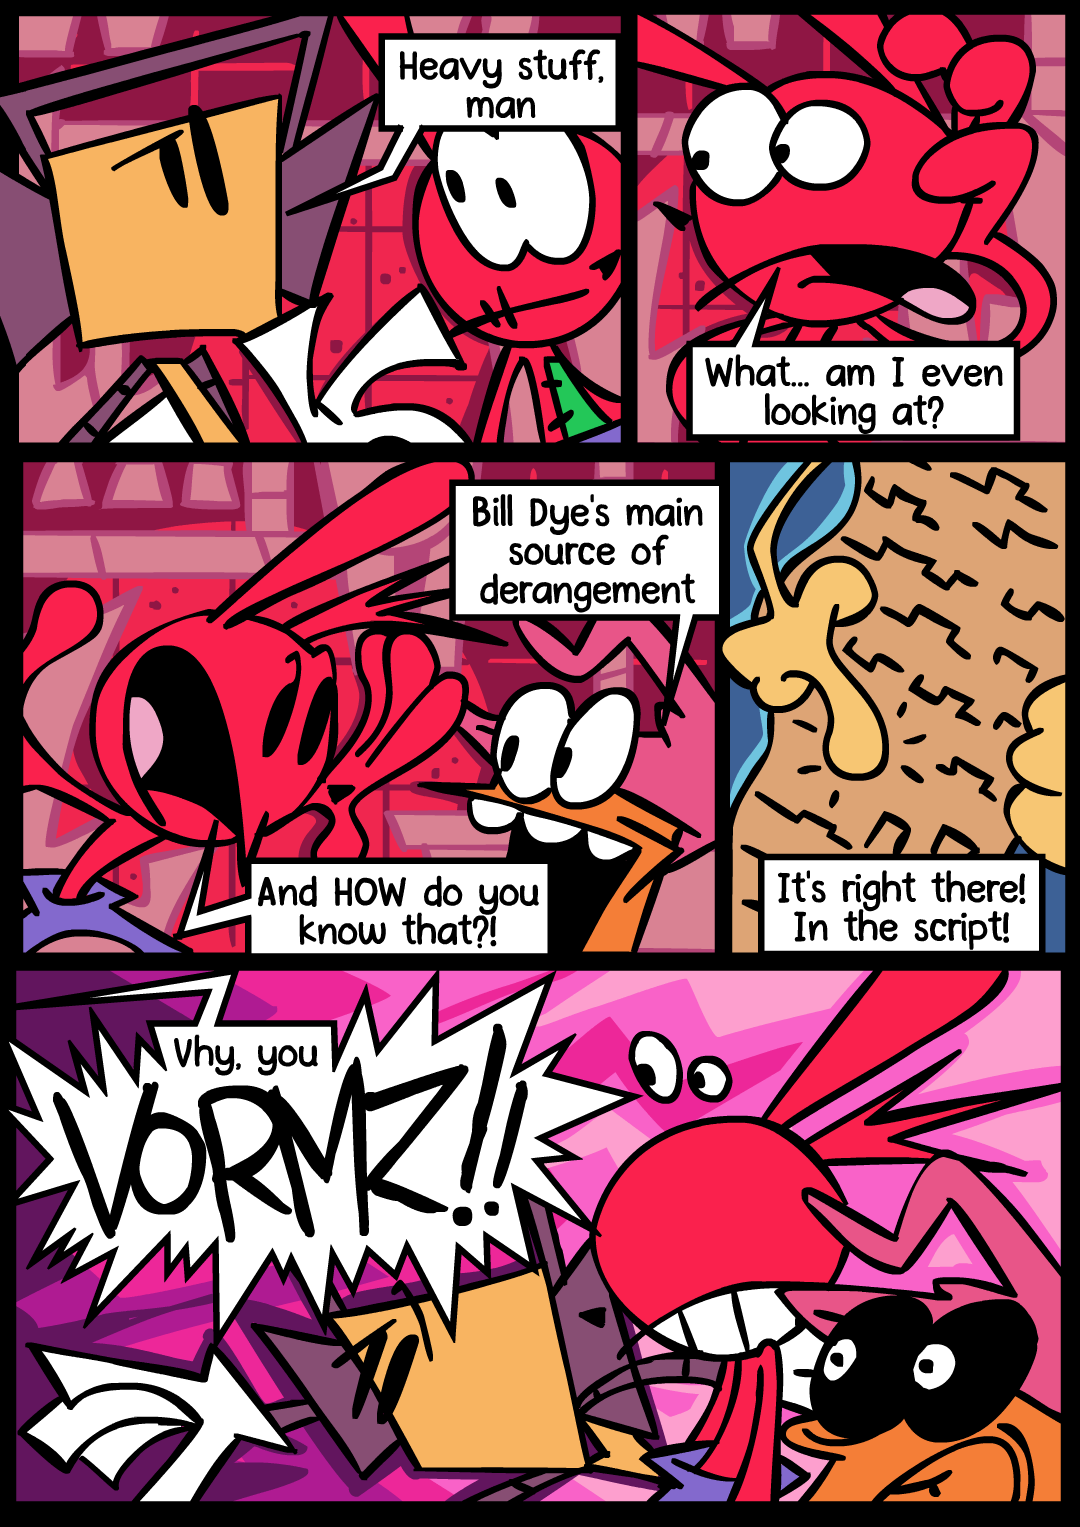 Heavy stuff,
man
What... am I even
looking at?
Bill Dye's main
source of
derangement
And HOW do you
know that?!
It's right there!
In the script!
Vhy, you
VORMZ!!